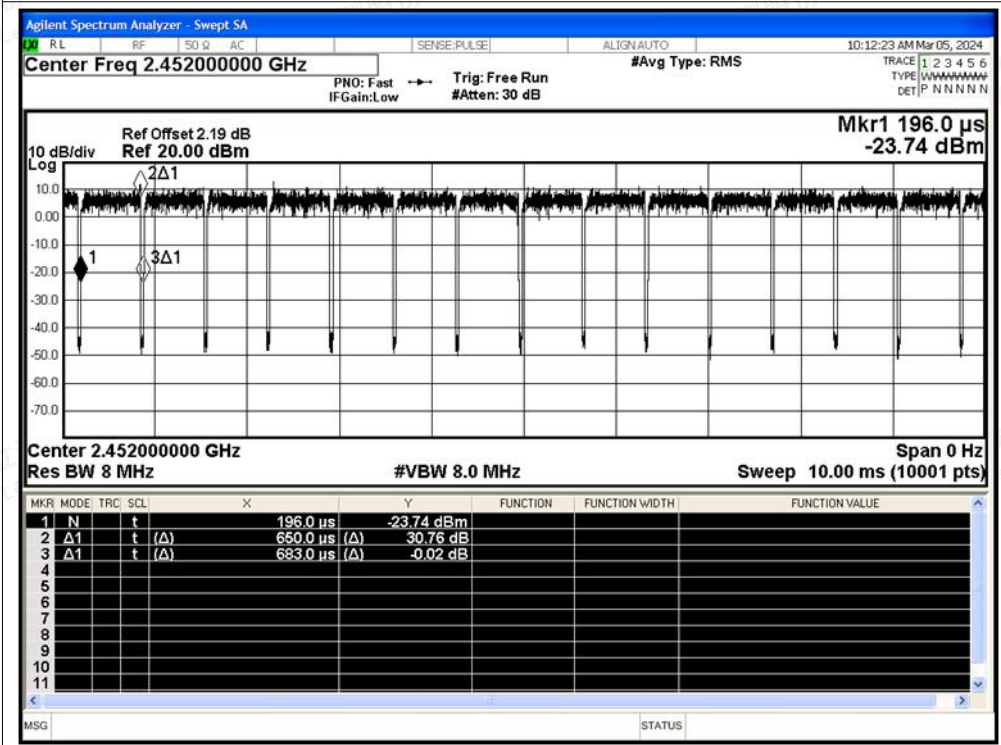 Agilent Spectrum Analyzer - Swept SA
LXI RL RF 50 Ω AC SENSE:PULSE ALIGN AUTO 10:12:23 AM Mar 05, 2024
Center Freq 2.452000000 GHz #Avg Type: RMS TRACE 1 2 3 4 5 6
PNO: Fast Trig: Free Run TYPE WWWWWW
IFGain:Low #Atten: 30 dB DET P N N N N N
Mkr1 196.0 µs
Ref Offset 2.19 dB
10 dB/div Ref 20.00 dBm -23.74 dBm
Log
2Δ1
10.0
0.00
-10.0
1 3Δ1
-20.0
-30.0
-40.0
-50.0
-60.0
-70.0
Center 2.452000000 GHz Span 0 Hz
Res BW 8 MHz #VBW 8.0 MHz Sweep 10.00 ms (10001 pts)
MKR MODE TRC SCL X Y FUNCTION FUNCTION WIDTH FUNCTION VALUE
1 N t 196.0 µs -23.74 dBm
2 Δ1 t (Δ) 650.0 µs (Δ) 30.76 dB
3 Δ1 t (Δ) 683.0 µs (Δ) -0.02 dB
4
5
6
7
8
9
10
11
MSG STATUS